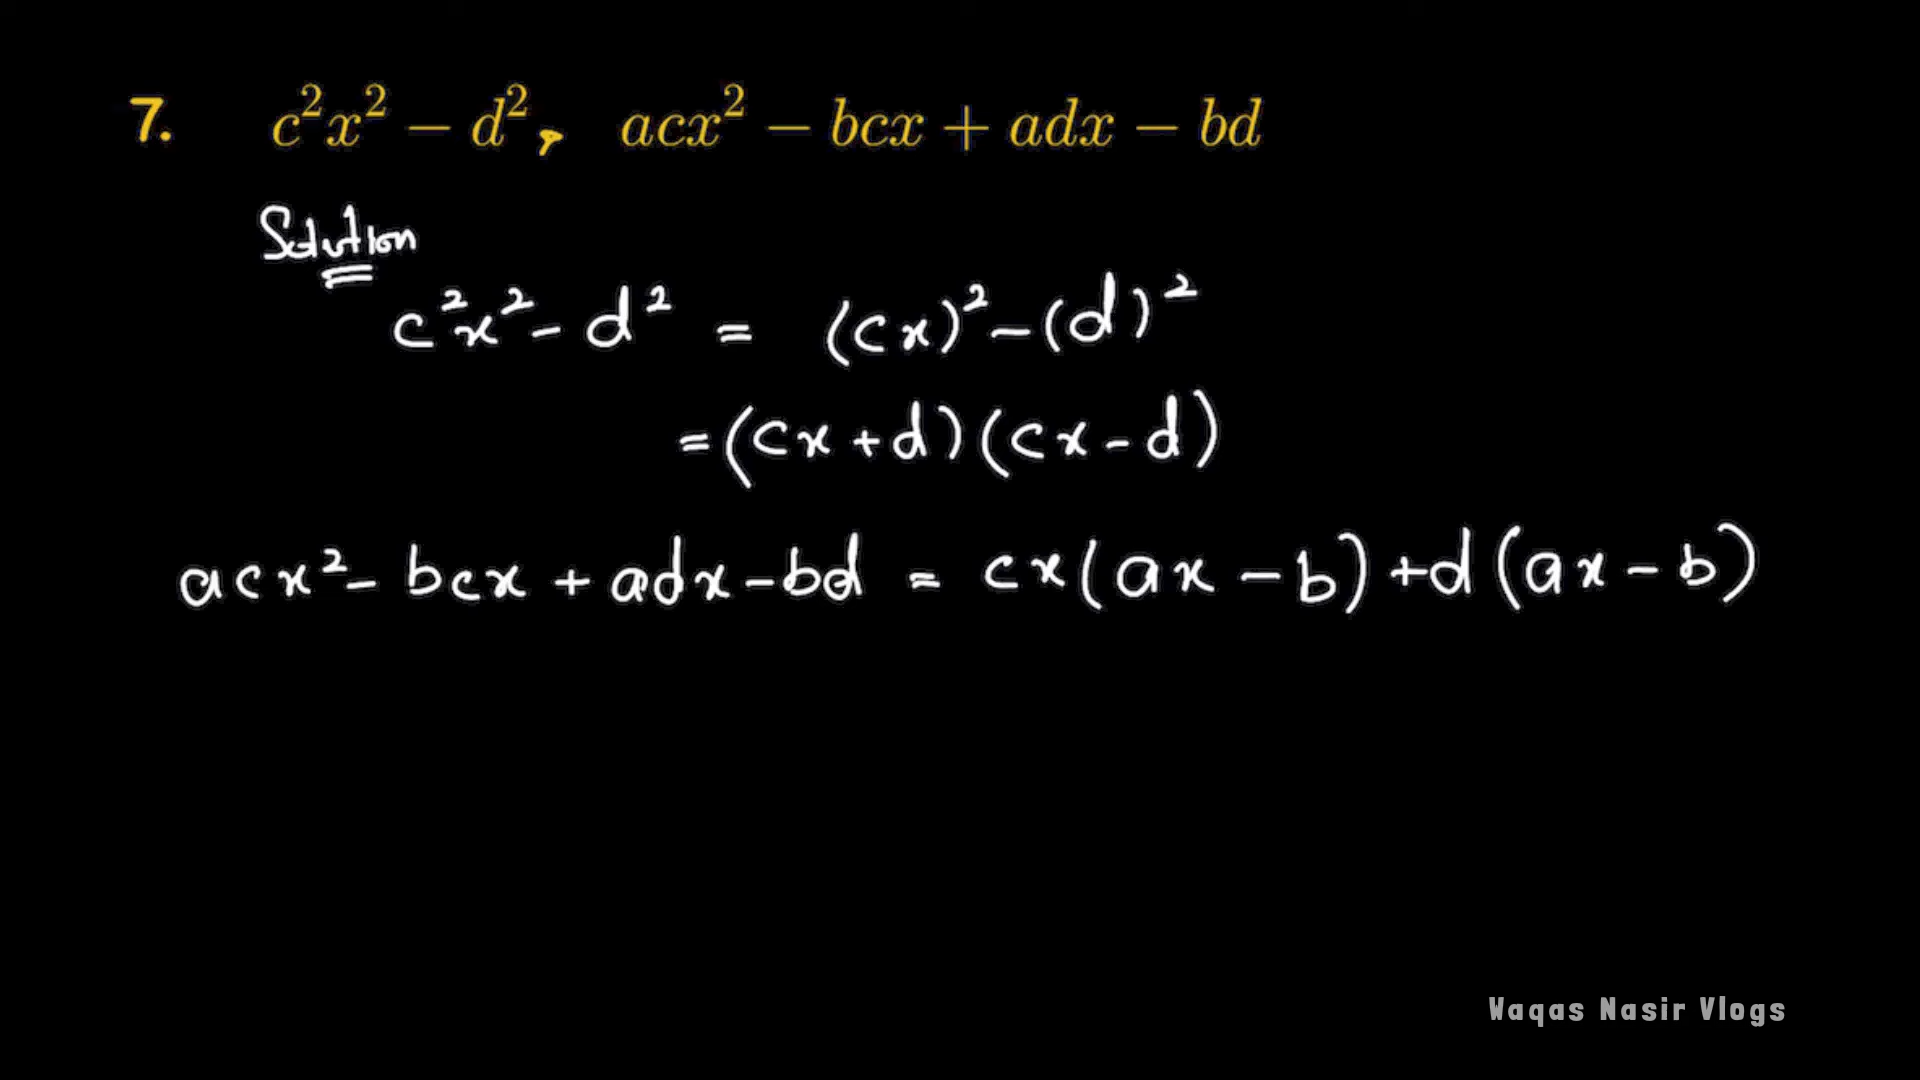 7. c²x² − d², acx² − bcx + adx − bd
Solution
c²x² − d² = (cx)² − (d)²
= (cx + d)(cx − d)
acx² − bcx + adx − bd = cx(ax − b) + d(ax − b)
Waqas Nasir Vlogs